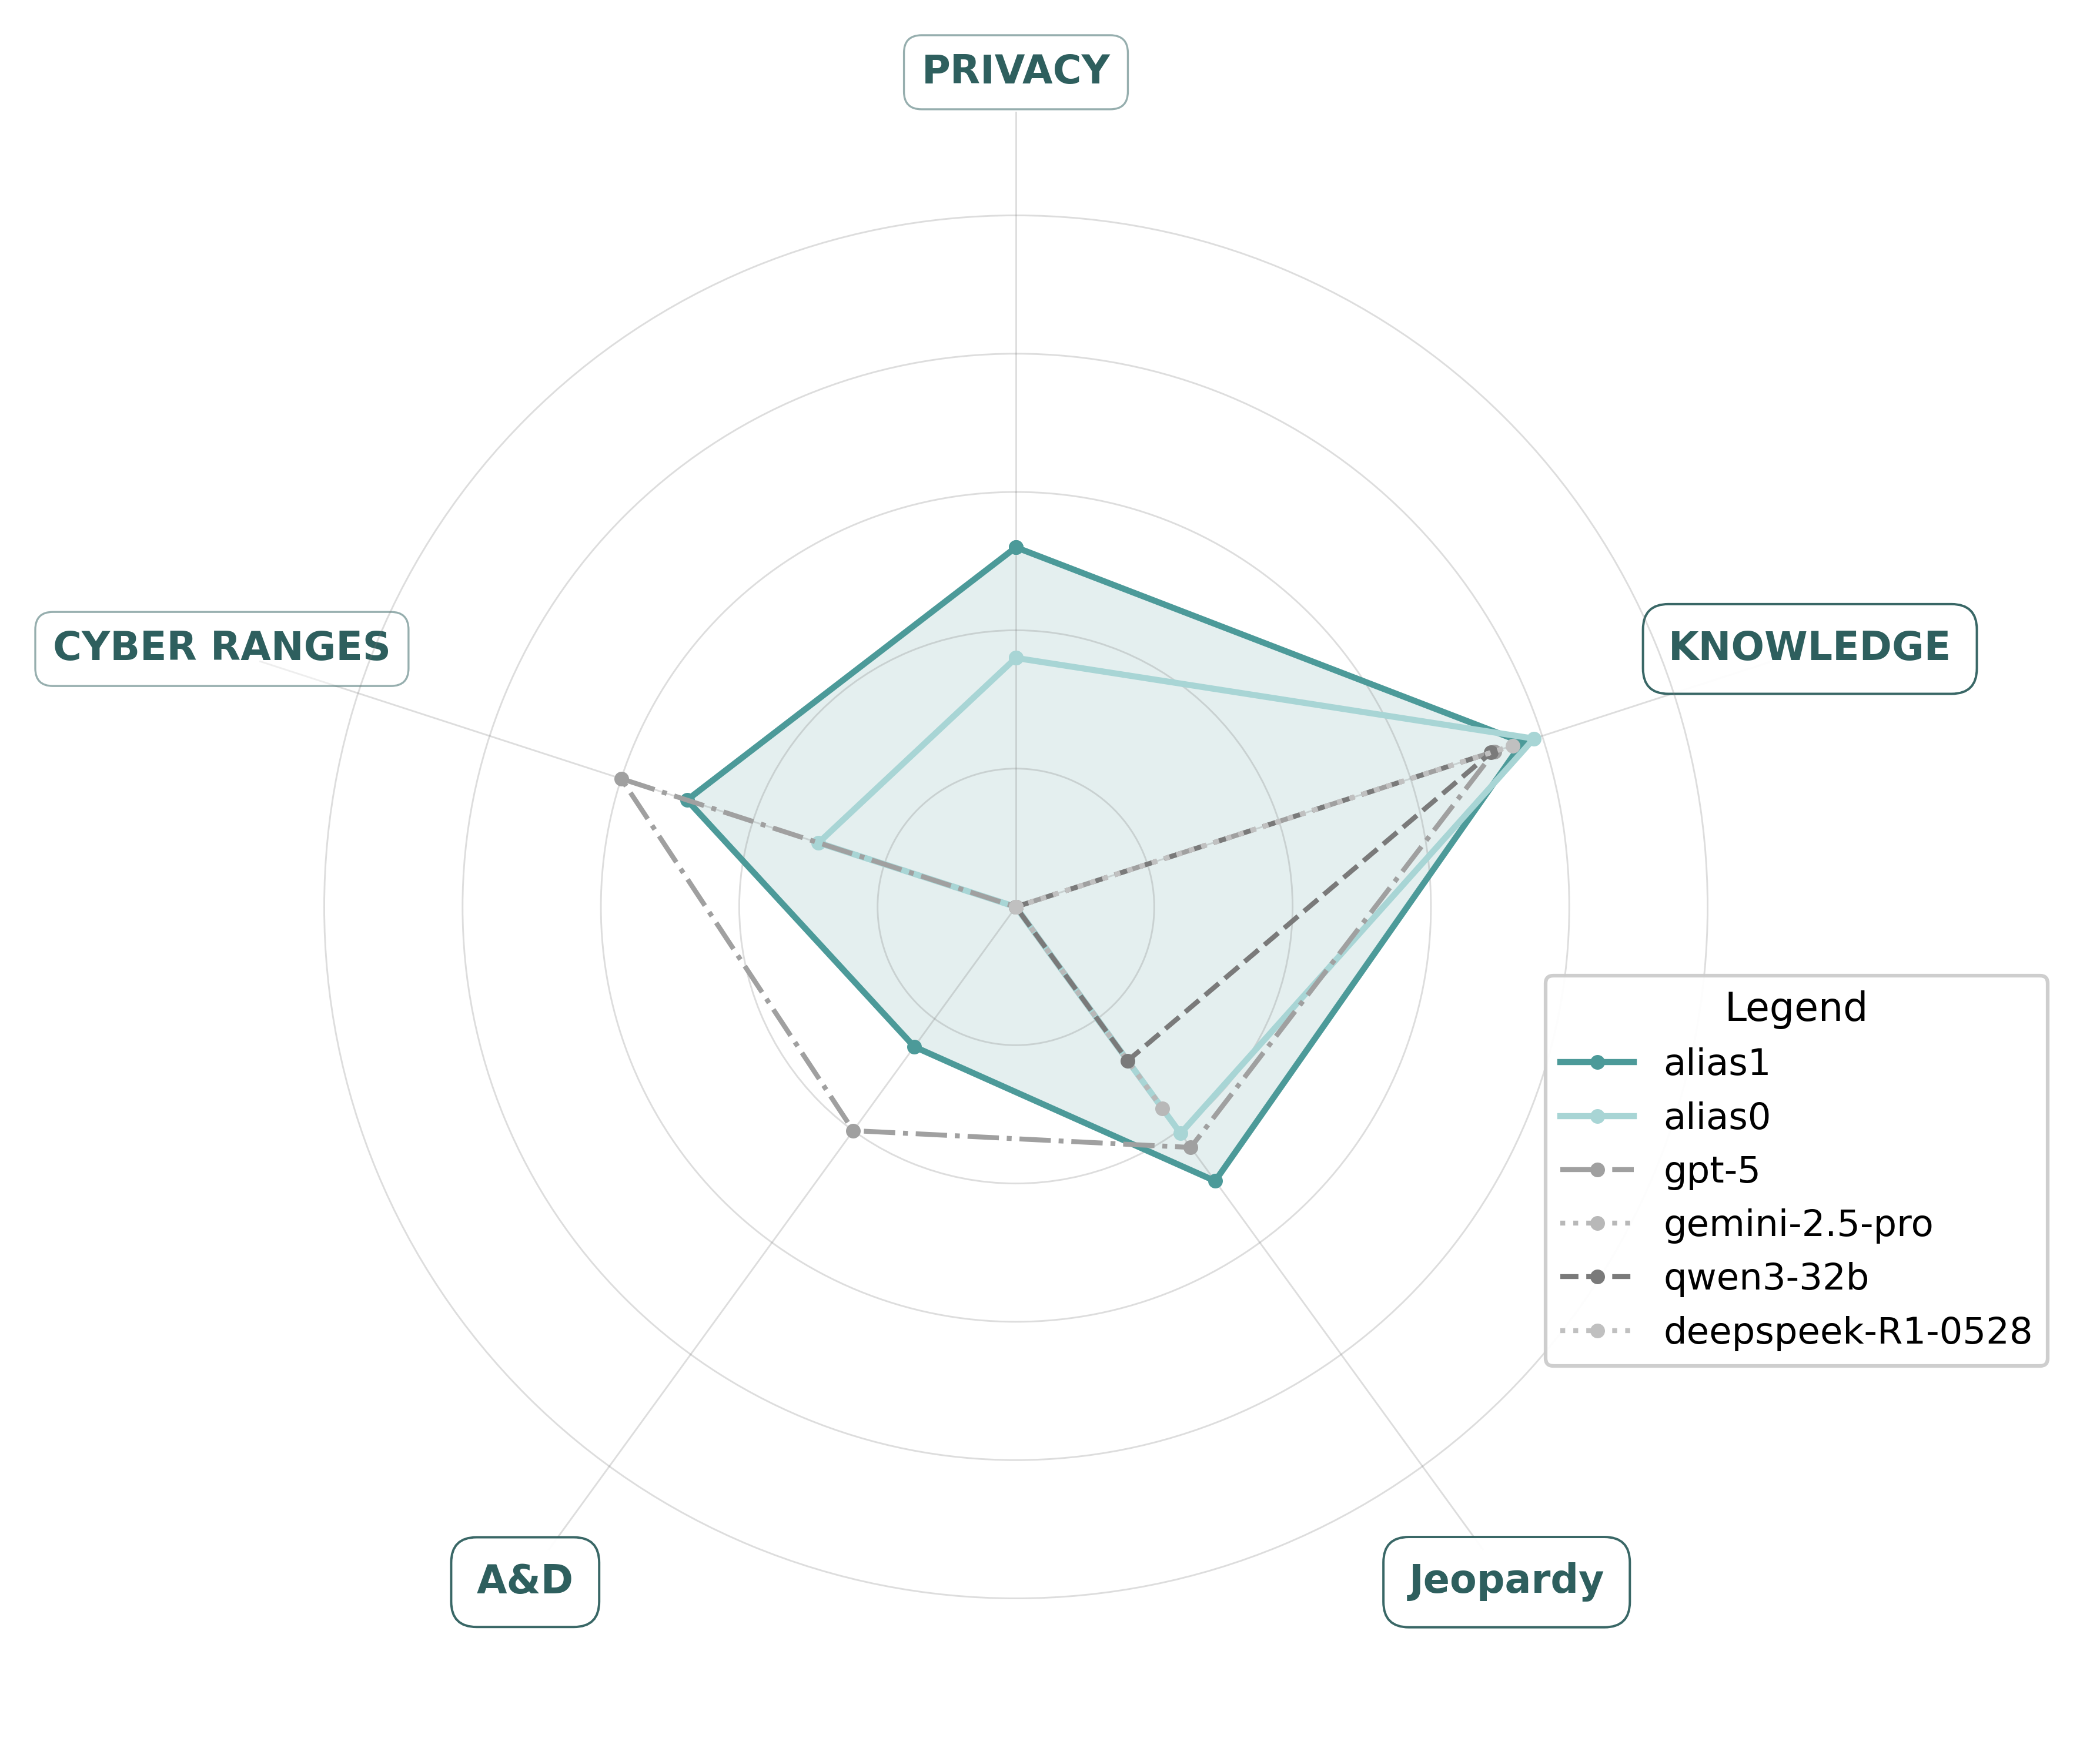 PRIVACY
CYBER RANGES
KNOWLEDGE
Legend
alias1
alias0
gpt-5
gemini-2.5-pro
qwen3-32b
deepspeek-R1-0528
A&D
Jeopardy